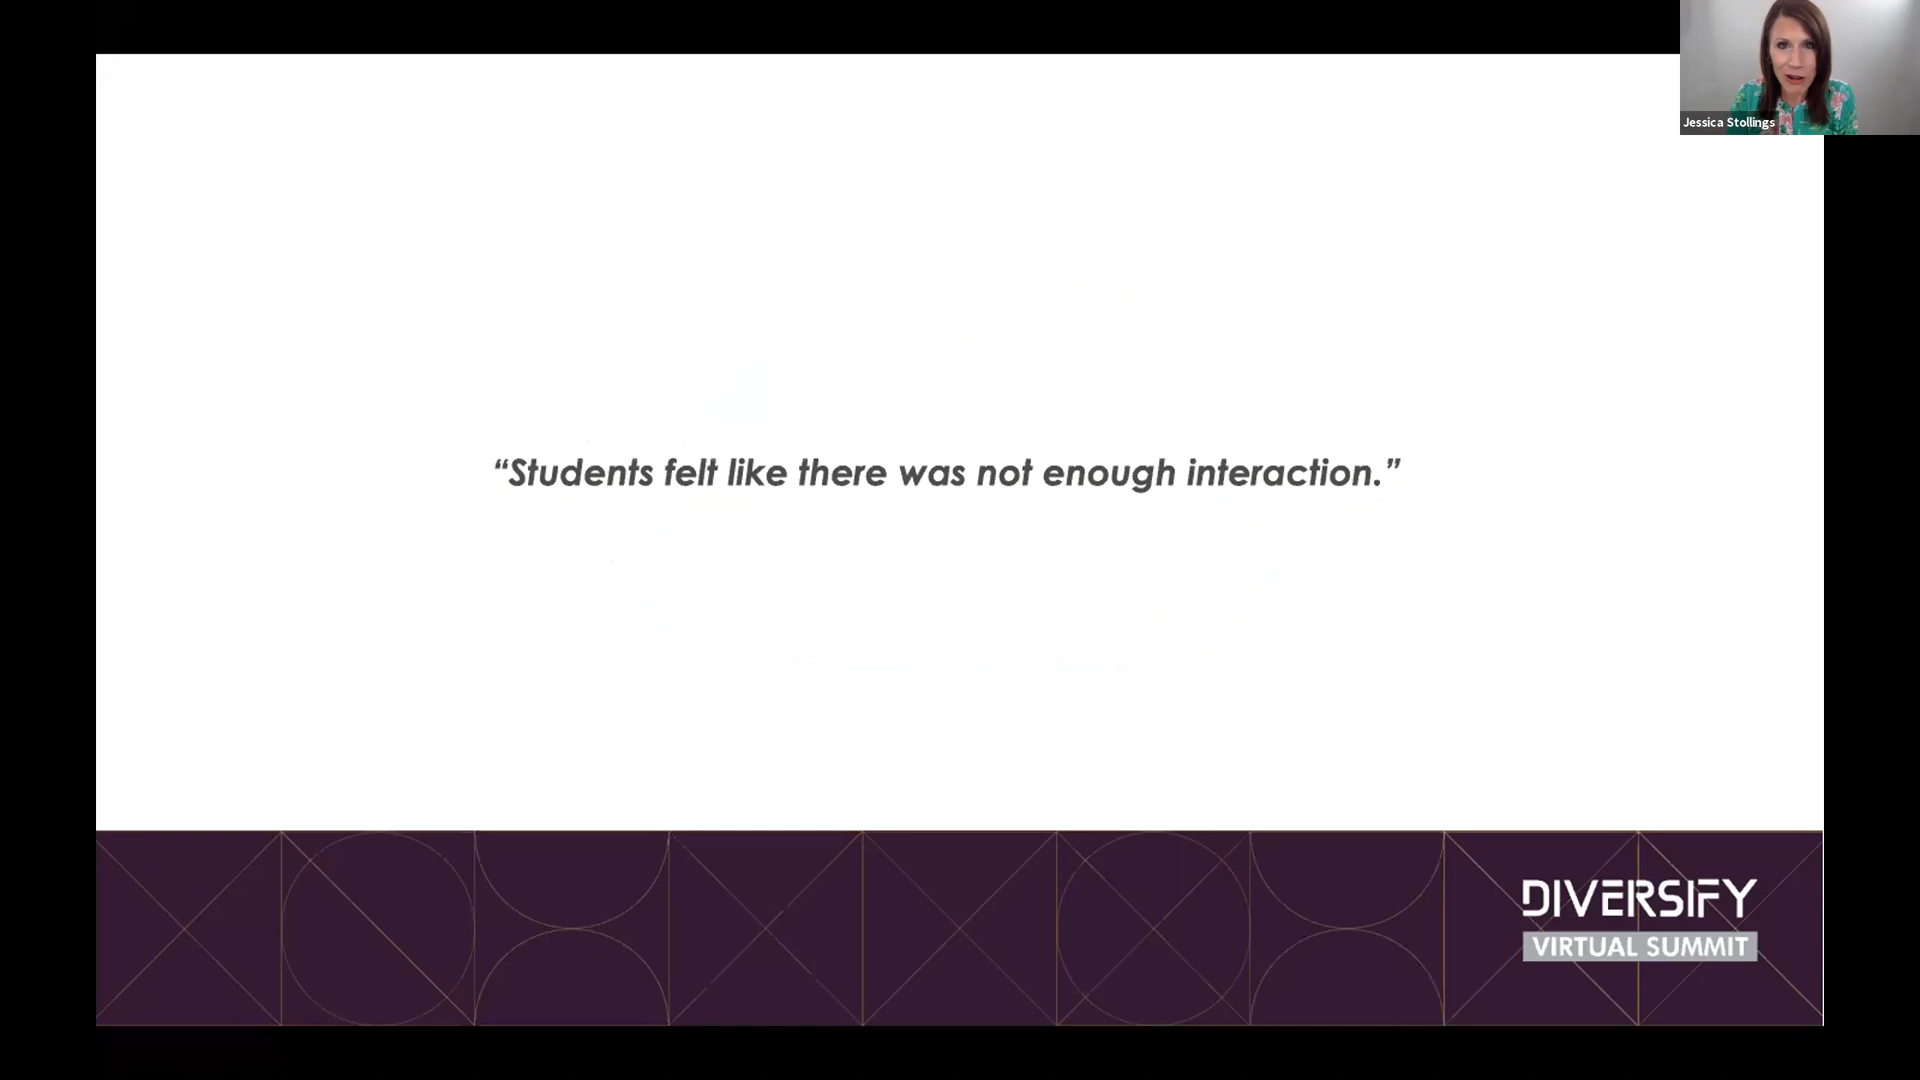 Jessica Stollings
“Students felt like there was not enough interaction.”
DIVERSIFY
VIRTUAL SUMMIT